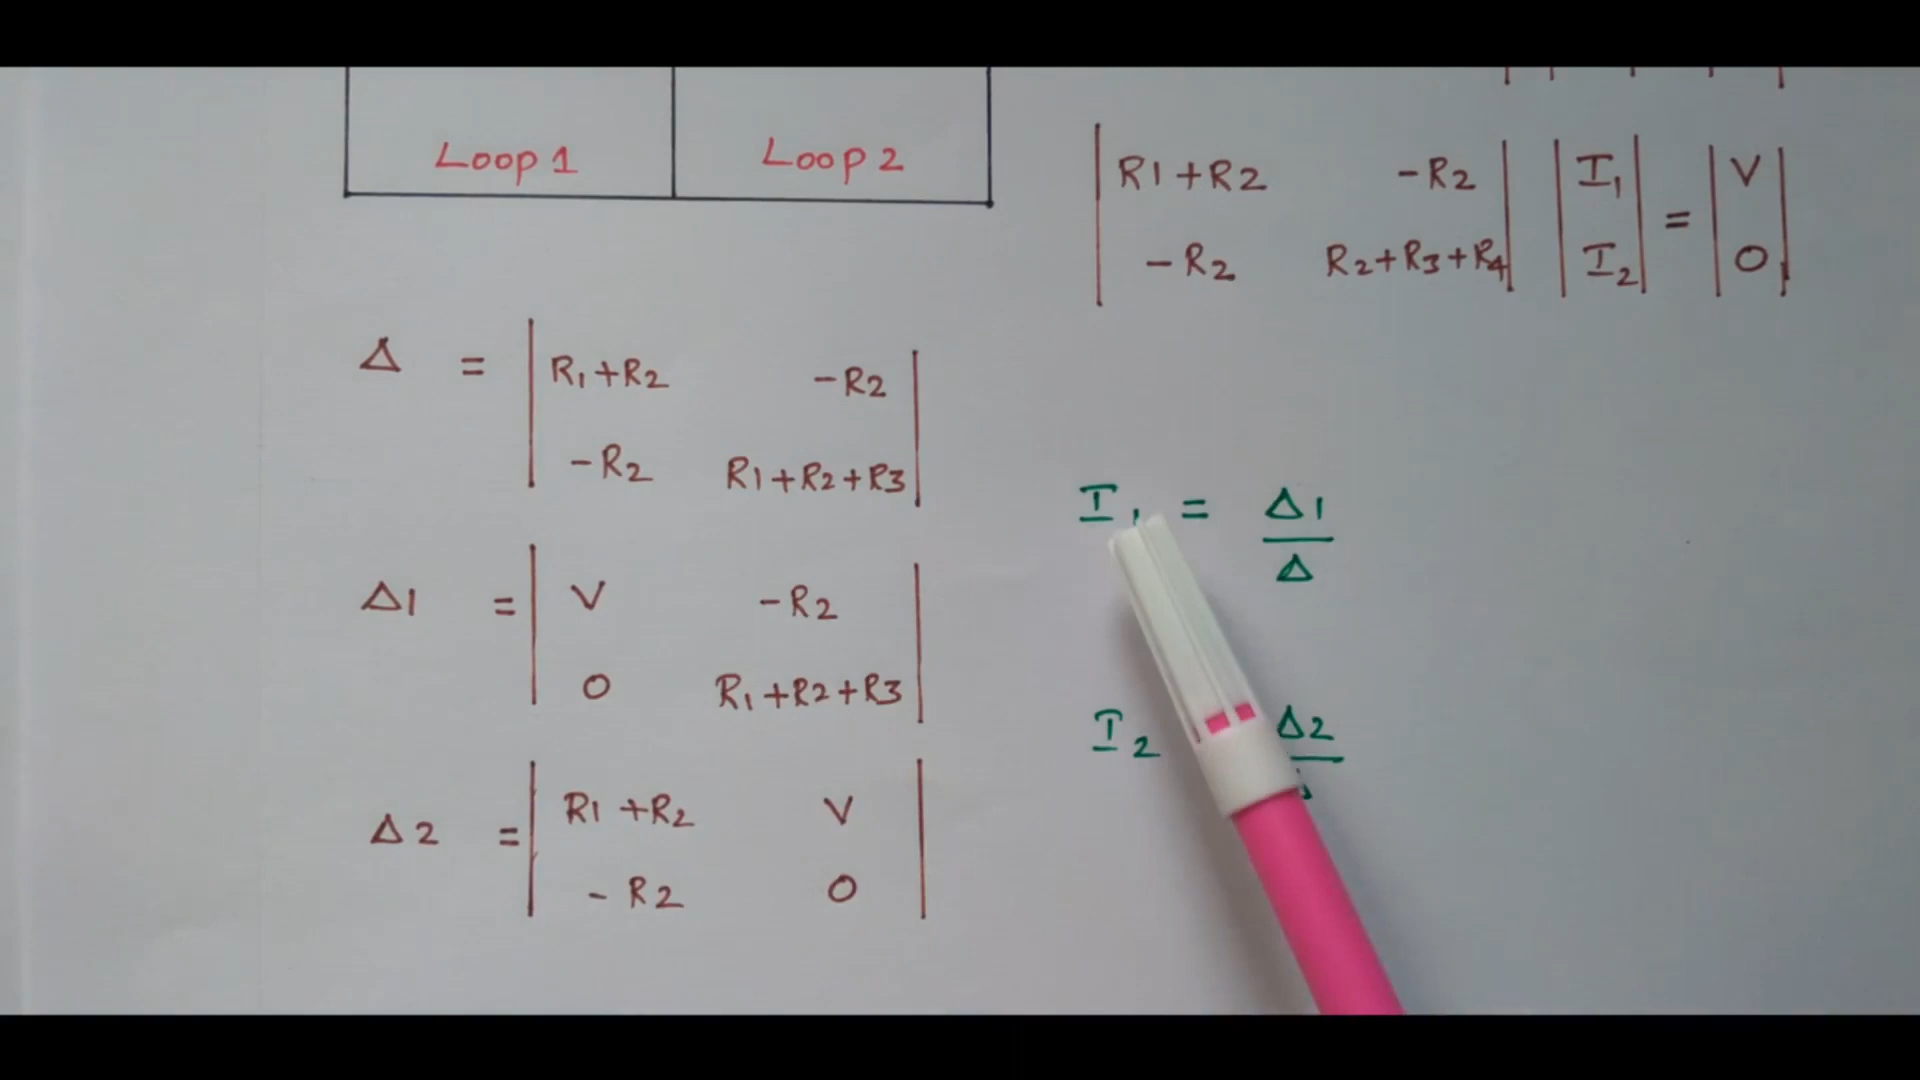 Loop 1 Loop 2
R1+R2 -R2 I1 = V
-R2 R2+R3+R4 I2 0
Δ = R1+R2 -R2
-R2 R1+R2+R3
Δ1 = V -R2
0 R1+R2+R3
Δ2 = R1+R2 V
-R2 0
I1 = Δ1
Δ
I2 Δ2